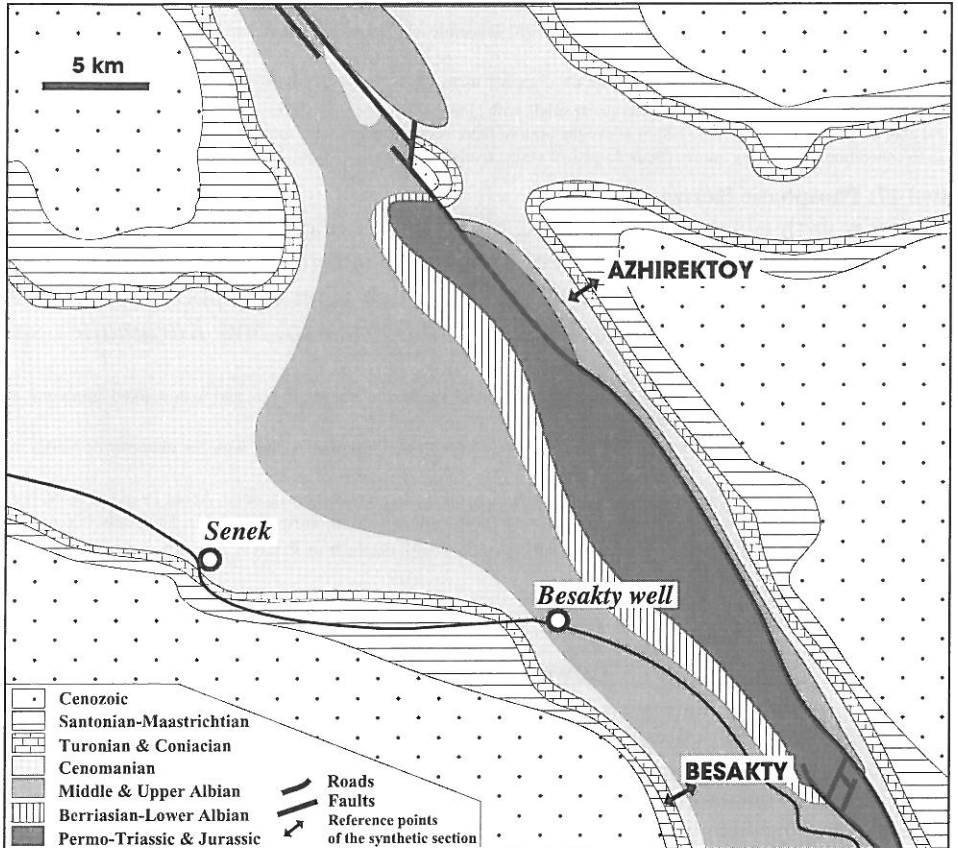 5 km
AZHIREKTOY
Senek
Besakty well
BESAKTY
Cenozoic
Santonian-Maastrichtian
Turonian & Coniacian
Cenomanian
Middle & Upper Albian
Berriasian-Lower Albian
Permo-Triassic & Jurassic
Roads
Faults
Reference points
of the synthetic section